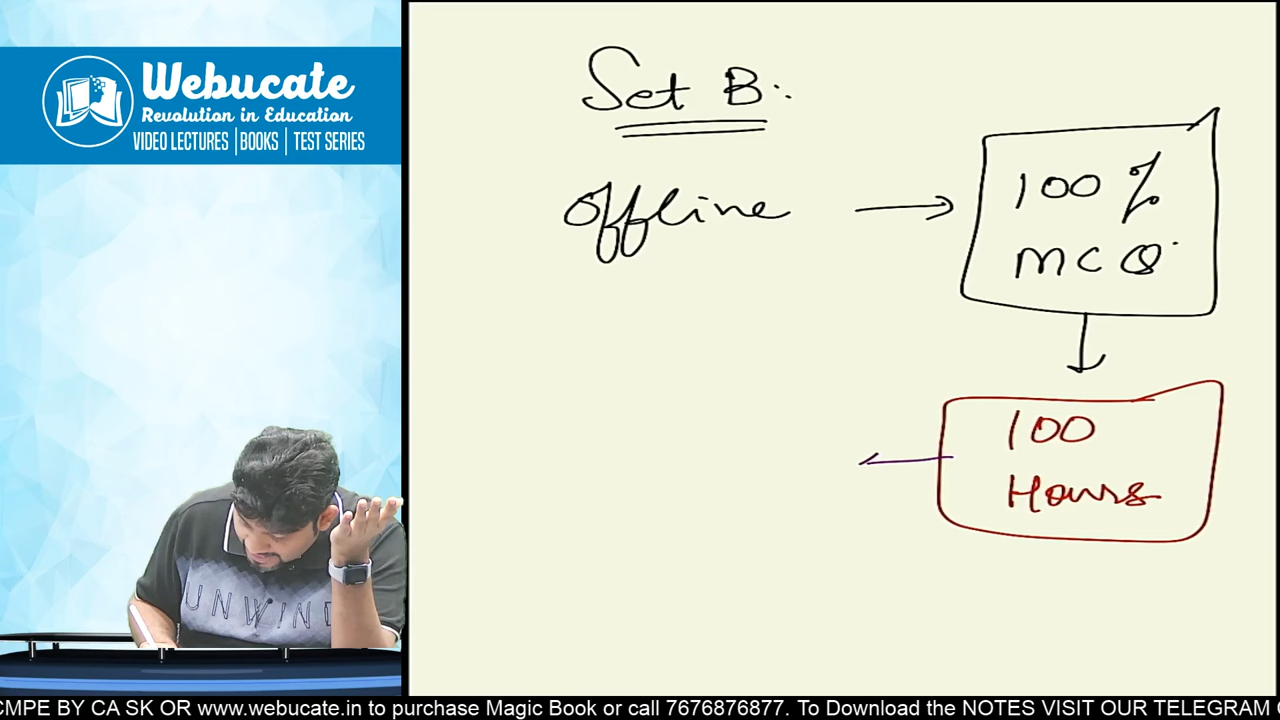 Webucate
Revolution in Education
VIDEO LECTURES | BOOKS | TEST SERIES
Set B:
Offline → 100 %
MCQ
100
Hours
UNWIND
CMPE BY CA SK OR www.webucate.in to purchase Magic Book or call 7676876877. To Download the NOTES VISIT OUR TELEGRAM